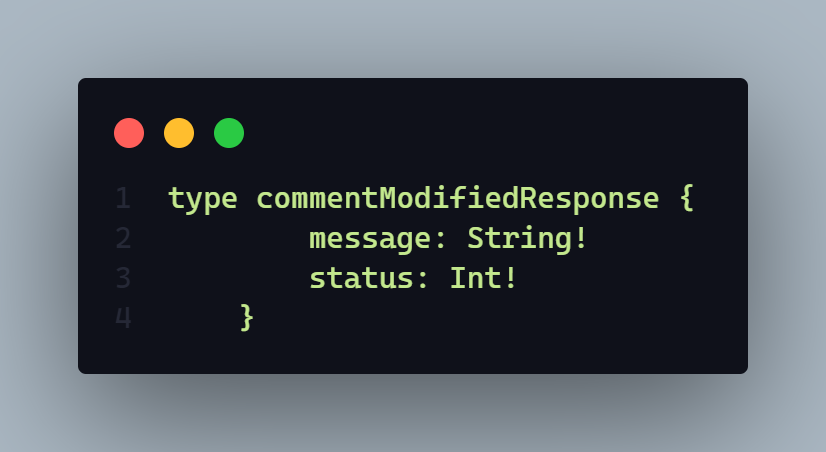 1 type commentModifiedResponse {
2 message: String!
3 status: Int!
4 }